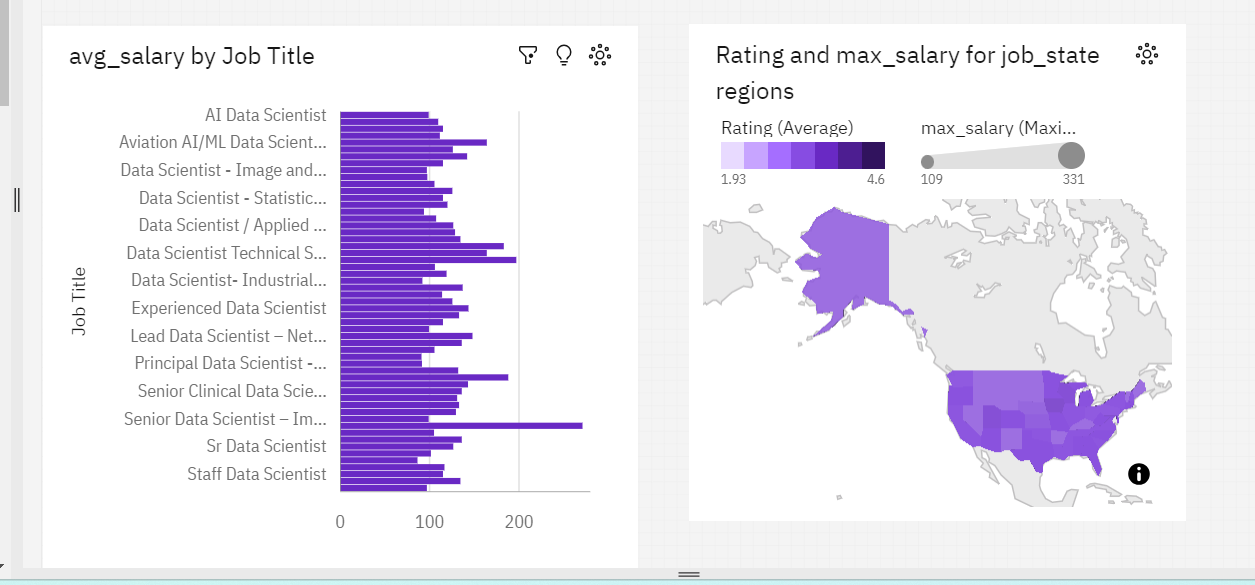 avg_salary by Job Title
AI Data Scientist
Aviation AI/ML Data Scient...
Data Scientist - Image and...
Data Scientist - Statistic...
Data Scientist / Applied ...
Data Scientist Technical S...
Data Scientist- Industrial...
Experienced Data Scientist
Lead Data Scientist – Net...
Principal Data Scientist -...
Senior Clinical Data Scie...
Senior Data Scientist – Im...
Sr Data Scientist
Staff Data Scientist
Job Title
0 100 200
Rating and max_salary for job_state
regions
Rating (Average)
1.93 4.6
max_salary (Maxi...
109 331